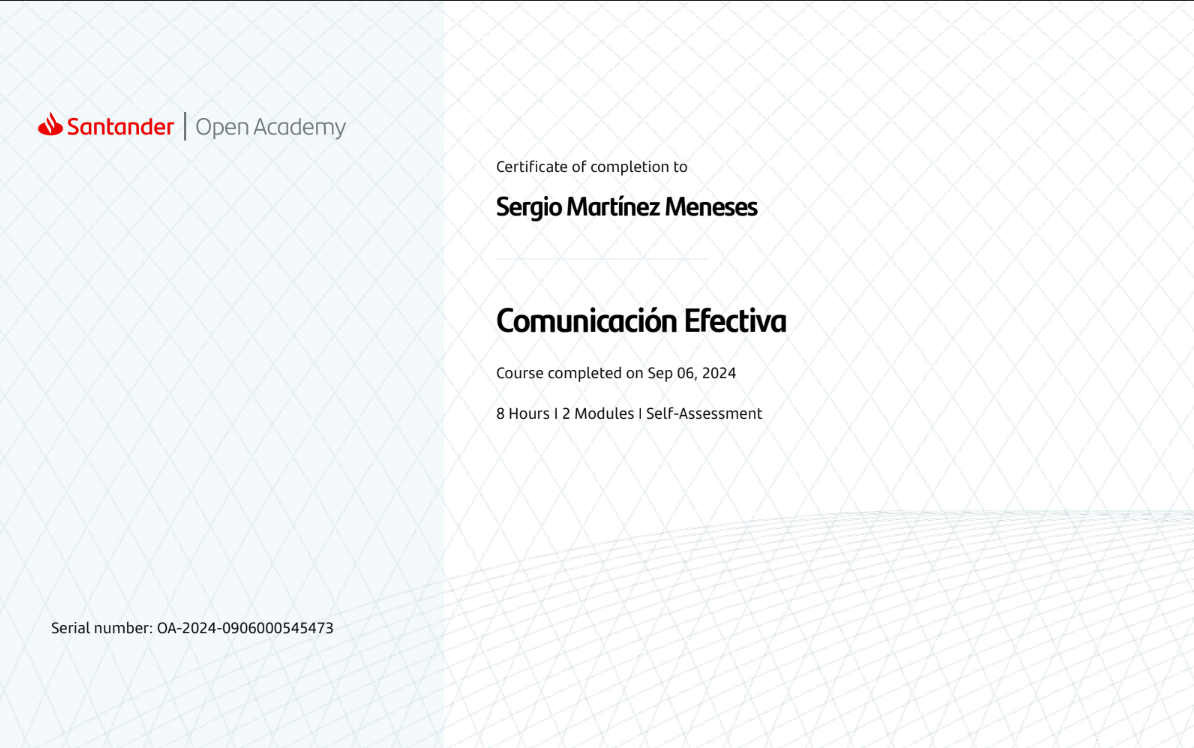 Santander | Open Academy
Certificate of completion to
Sergio Martínez Meneses
Comunicación Efectiva
Course completed on Sep 06, 2024
8 Hours I 2 Modules I Self-Assessment
Serial number: OA-2024-0906000545473